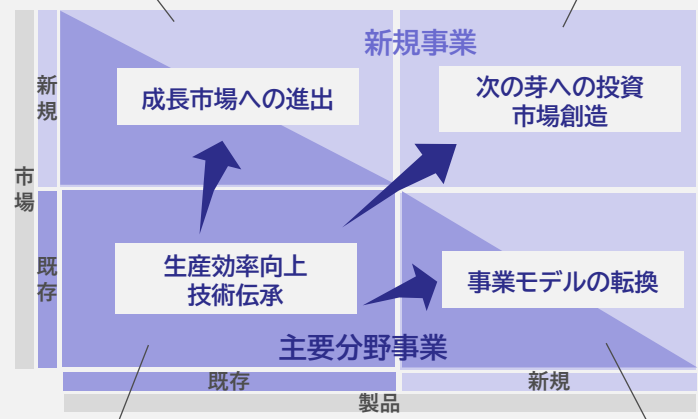 新規事業
新規
成長市場への進出
次の芽への投資
市場創造
市場
既存
生産効率向上
技術伝承
事業モデルの転換
主要分野事業
既存
新規
製品